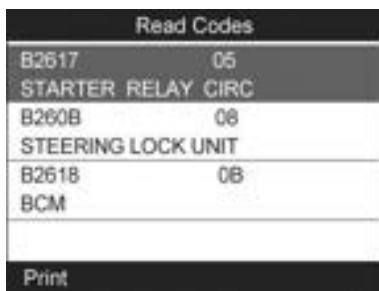 Read Codes
B2617 05
STARTER RELAY CIRC
B260B 08
STEERING LOCK UNIT
B2618 0B
BCM
Print